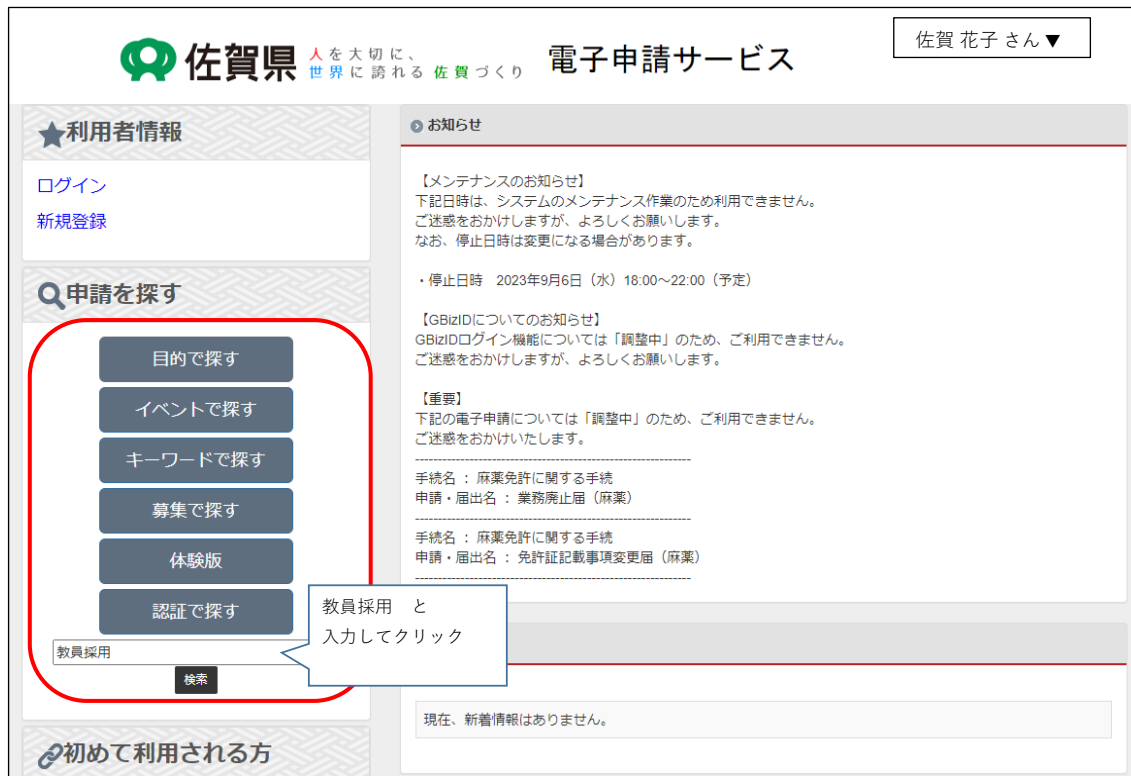 佐賀県
人を大切に、
世界に誇れる 佐賀づくり
電子申請サービス
佐賀 花子 さん▼
利用者情報
ログイン
新規登録
申請を探す
目的で探す
イベントで探す
キーワードで探す
募集で探す
体験版
認証で探す
教員採用
検索
教員採用　と
入力してクリック
初めて利用される方
お知らせ
【メンテナンスのお知らせ】
下記日時は、システムのメンテナンス作業のため利用できません。
ご迷惑をおかけしますが、よろしくお願いします。
なお、停止日時は変更になる場合があります。
・停止日時　2023年9月6日（水）18:00～22:00（予定）
【GBizIDについてのお知らせ】
GBizIDログイン機能については「調整中」のため、ご利用できません。
ご迷惑をおかけしますが、よろしくお願いします。
【重要】
下記の電子申請については「調整中」のため、ご利用できません。
ご迷惑をおかけいたします。
------------------------------------------------------------
手続名 ： 麻薬免許に関する手続
申請・届出名 ： 業務廃止届（麻薬）
------------------------------------------------------------
手続名 ： 麻薬免許に関する手続
申請・届出名 ： 免許証記載事項変更届（麻薬）
------------------------------------------------------------
現在、新着情報はありません。